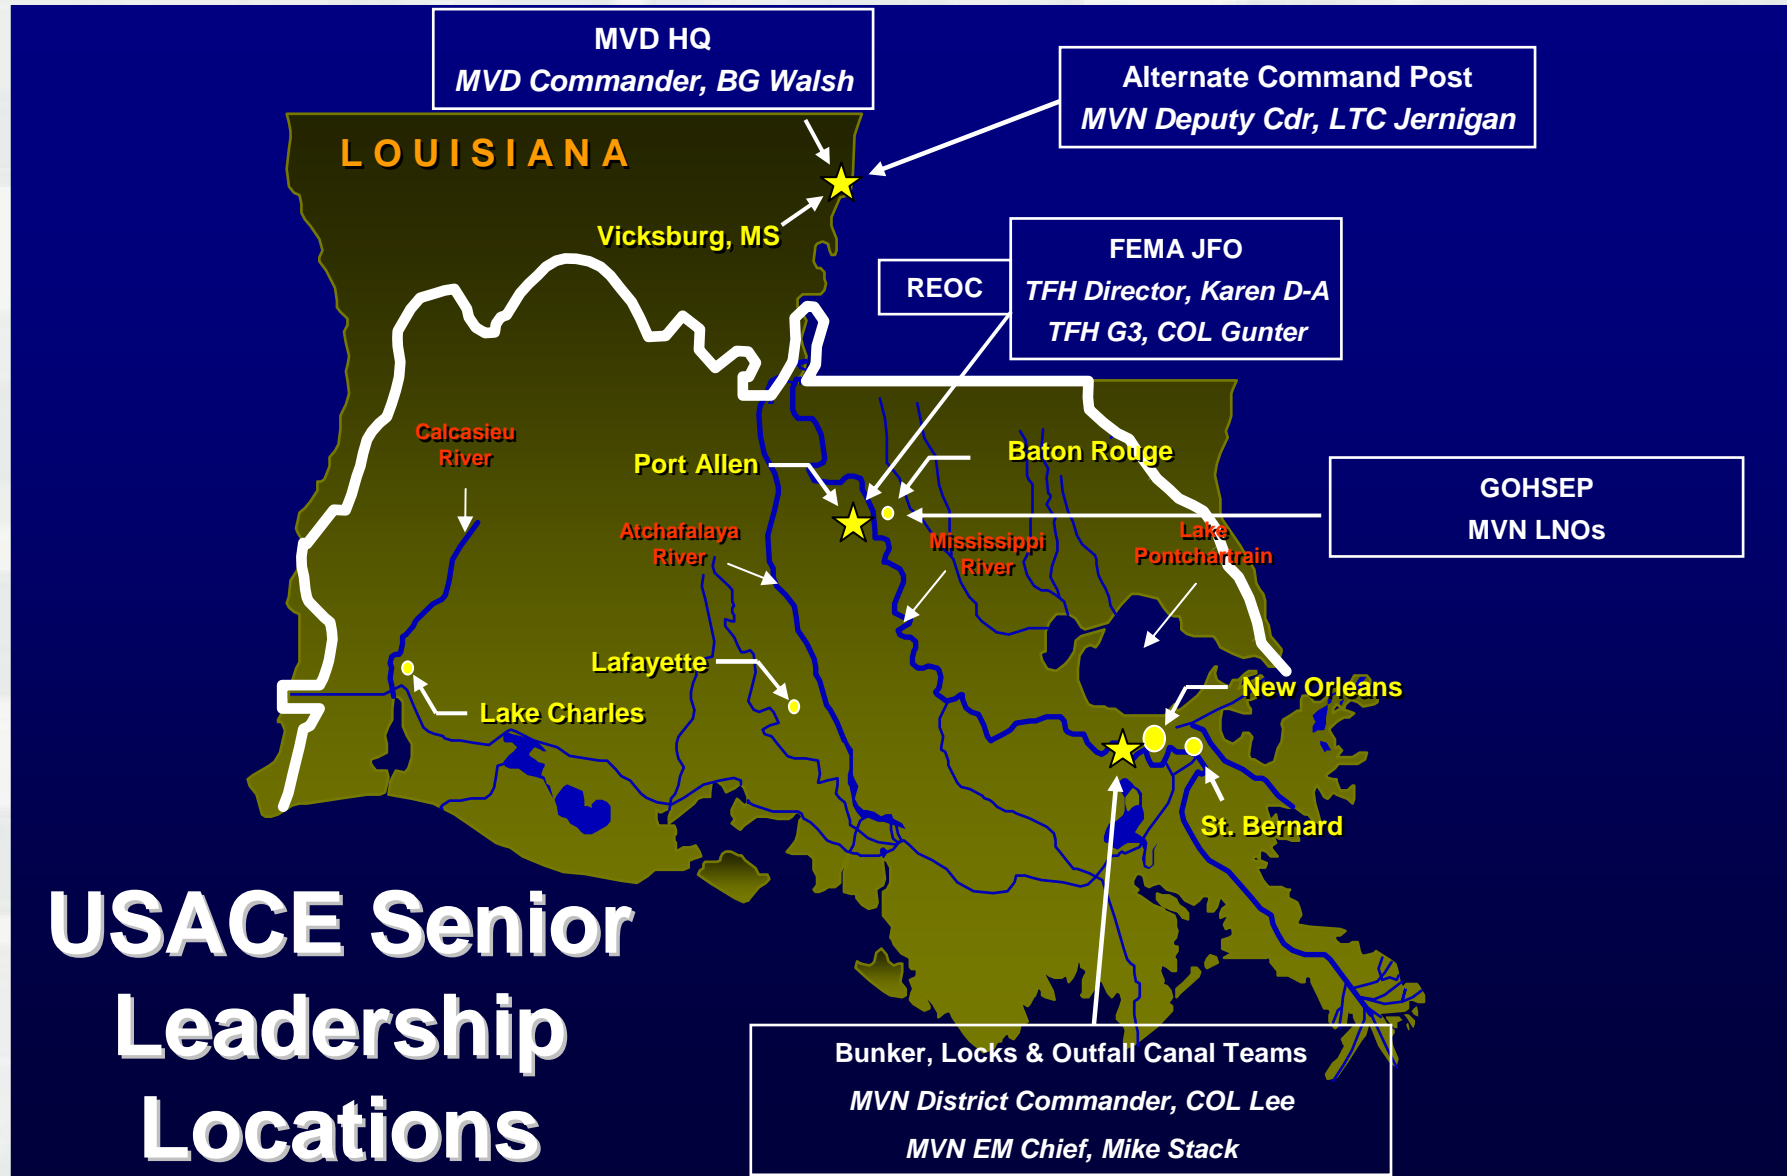 MVD HQ
MVD Commander, BG Walsh
Alternate Command Post
MVN Deputy Cdr, LTC Jernigan
LOUISIANA
Vicksburg, MS
REOC
FEMA JFO
TFH Director, Karen D-A
TFH G3, COL Gunter
Calcasieu
River
Port Allen
Baton Rouge
GOHSEP
MVN LNOs
Atchafalaya
River
Mississippi
River
Lake
Pontchartrain
Lafayette
Lake Charles
New Orleans
St. Bernard
USACE Senior
Leadership
Locations
Bunker, Locks & Outfall Canal Teams
MVN District Commander, COL Lee
MVN EM Chief, Mike Stack